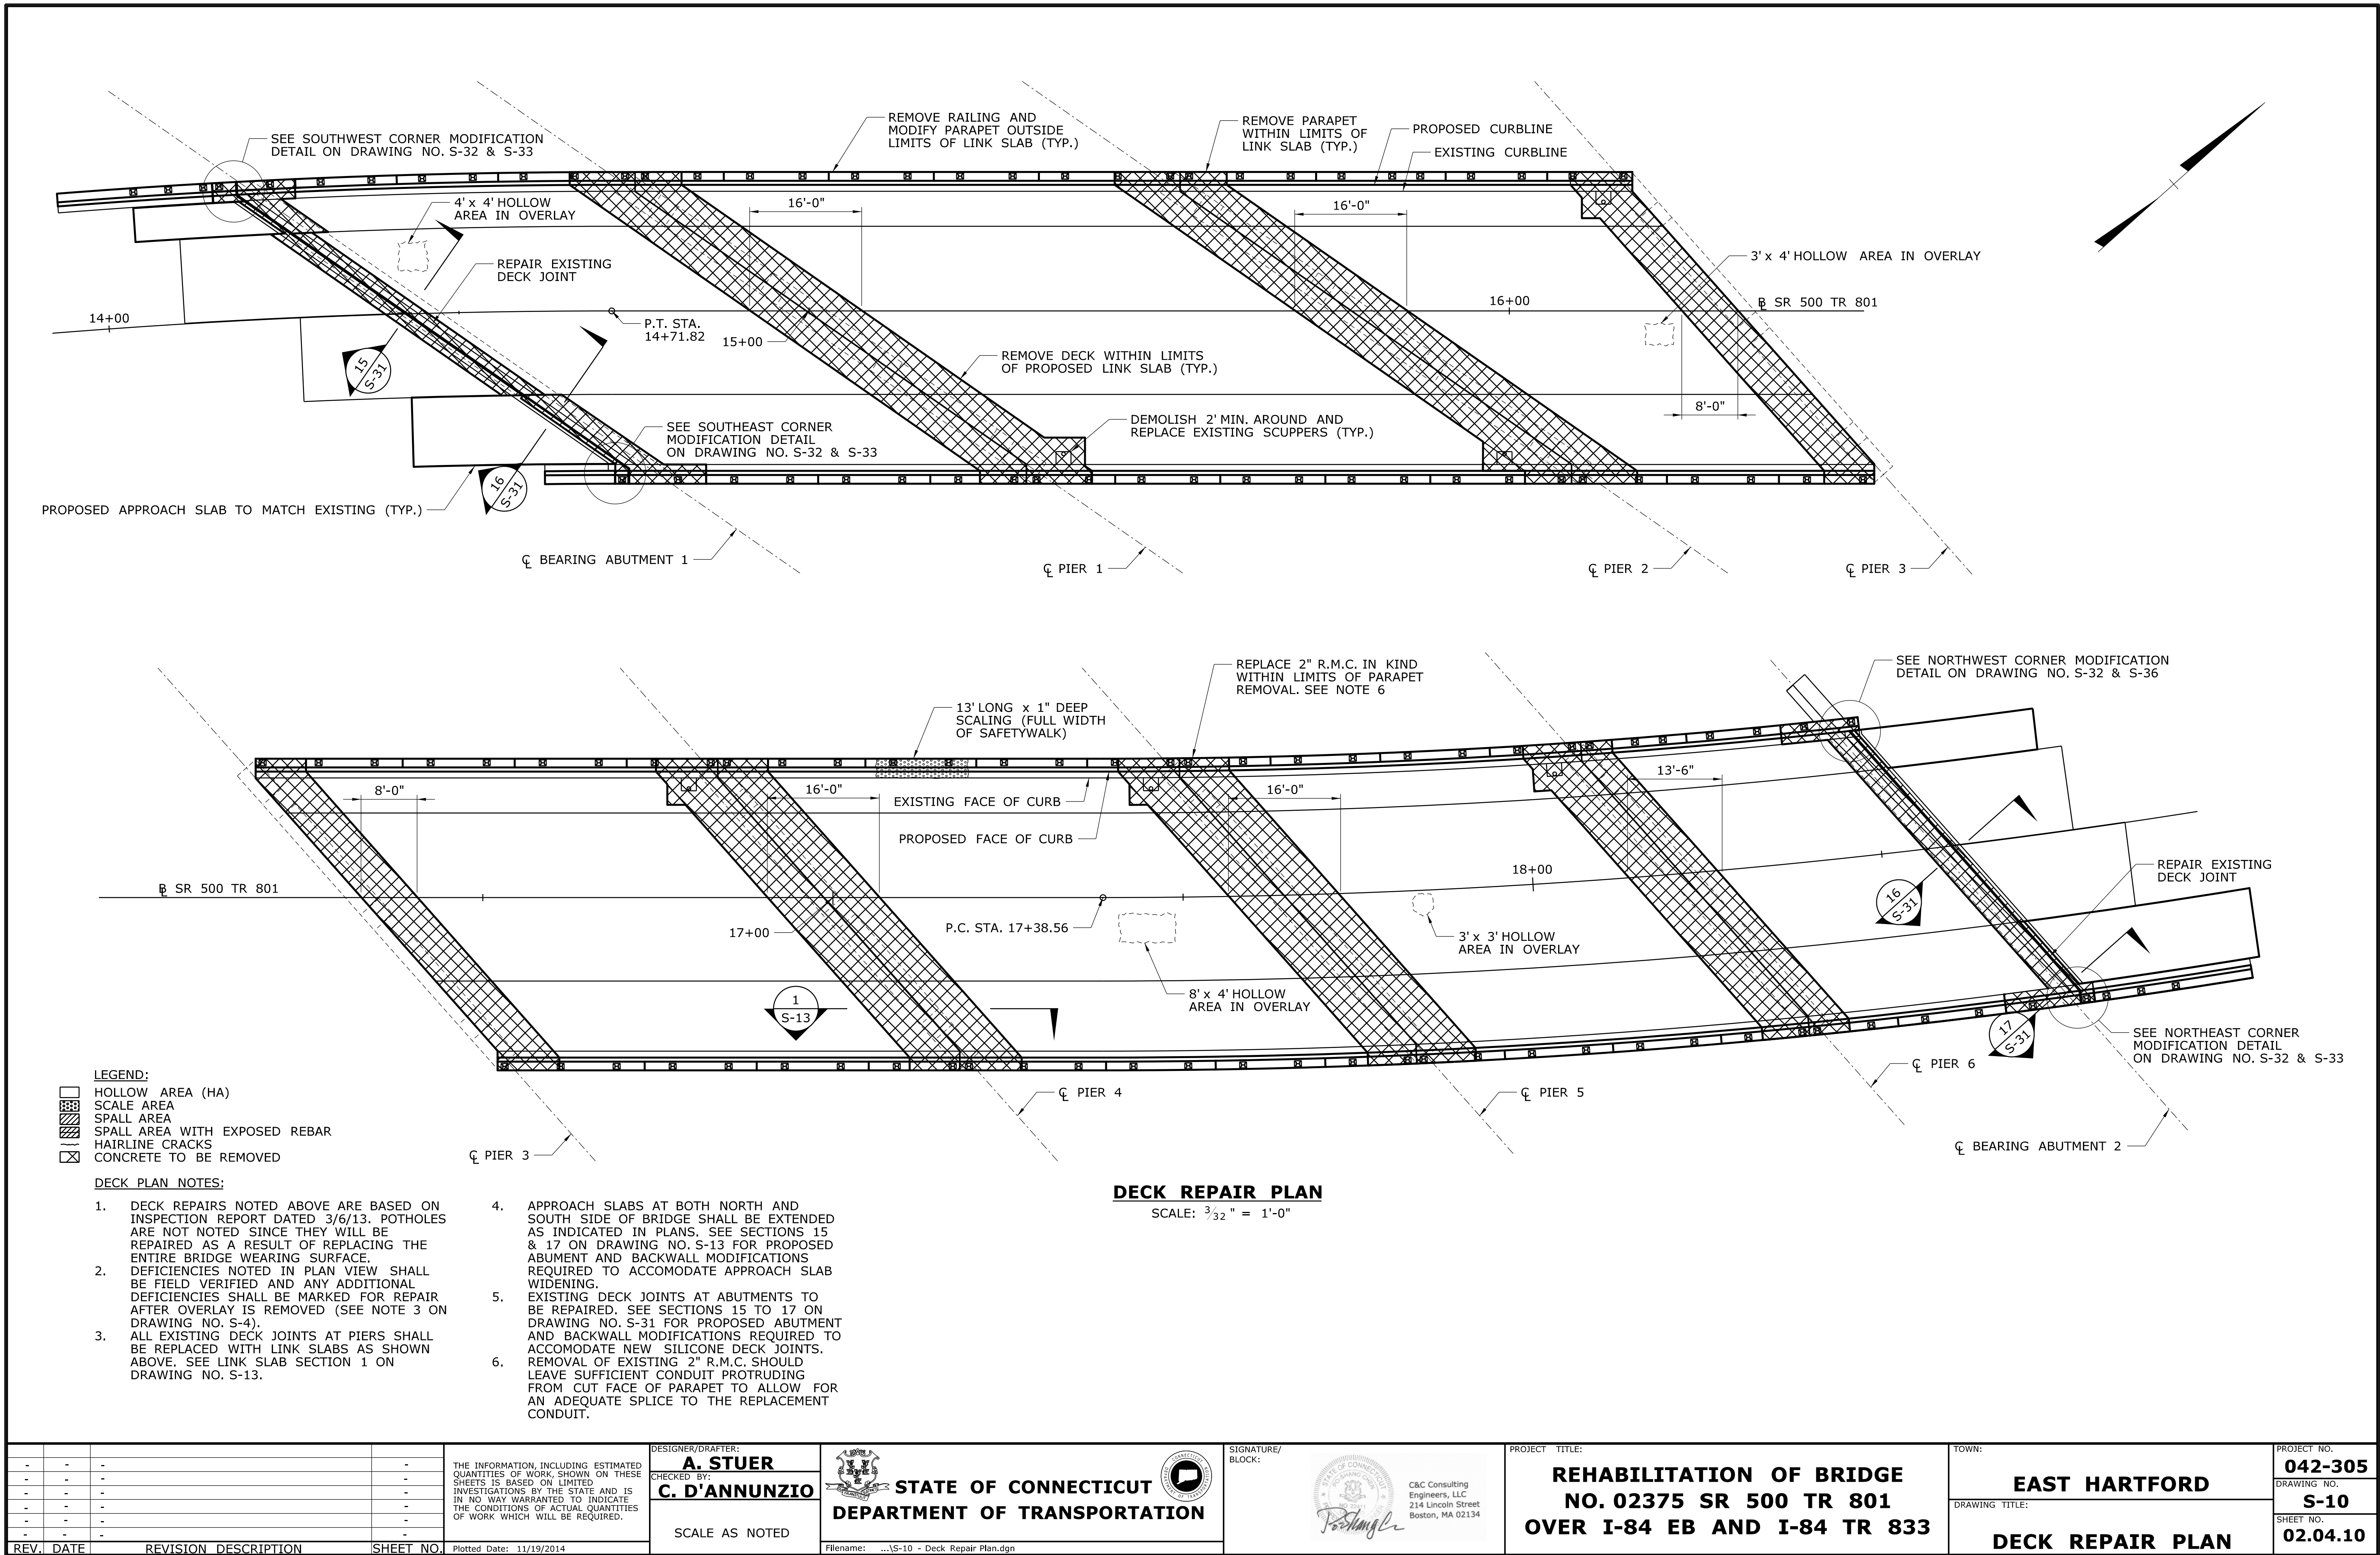 SEE SOUTHWEST CORNER MODIFICATION
DETAIL ON DRAWING NO. S-32 & S-33
REMOVE RAILING AND
MODIFY PARAPET OUTSIDE
LIMITS OF LINK SLAB (TYP.)
REMOVE PARAPET
WITHIN LIMITS OF
LINK SLAB (TYP.)
PROPOSED CURBLINE
EXISTING CURBLINE
4' x 4' HOLLOW
AREA IN OVERLAY
16'-0"
16'-0"
REPAIR EXISTING
DECK JOINT
3' x 4' HOLLOW AREA IN OVERLAY
14+00
P.T. STA.
14+71.82
15+00
16+00
B SR 500 TR 801
15
S-31
REMOVE DECK WITHIN LIMITS
OF PROPOSED LINK SLAB (TYP.)
8'-0"
SEE SOUTHEAST CORNER
MODIFICATION DETAIL
ON DRAWING NO. S-32 & S-33
DEMOLISH 2' MIN. AROUND AND
REPLACE EXISTING SCUPPERS (TYP.)
16
S-31
PROPOSED APPROACH SLAB TO MATCH EXISTING (TYP.)
℄ BEARING ABUTMENT 1
℄ PIER 1
℄ PIER 2
℄ PIER 3
REPLACE 2" R.M.C. IN KIND
WITHIN LIMITS OF PARAPET
REMOVAL. SEE NOTE 6
SEE NORTHWEST CORNER MODIFICATION
DETAIL ON DRAWING NO. S-32 & S-36
13' LONG x 1" DEEP
SCALING (FULL WIDTH
OF SAFETYWALK)
8'-0"
16'-0"
EXISTING FACE OF CURB
16'-0"
13'-6"
PROPOSED FACE OF CURB
B SR 500 TR 801
17+00
P.C. STA. 17+38.56
18+00
REPAIR EXISTING
DECK JOINT
16
S-31
3' x 3' HOLLOW
AREA IN OVERLAY
8' x 4' HOLLOW
AREA IN OVERLAY
1
S-13
17
S-31
SEE NORTHEAST CORNER
MODIFICATION DETAIL
ON DRAWING NO. S-32 & S-33
℄ PIER 3
℄ PIER 4
℄ PIER 5
℄ PIER 6
℄ BEARING ABUTMENT 2
LEGEND:
HOLLOW AREA (HA)
SCALE AREA
SPALL AREA
SPALL AREA WITH EXPOSED REBAR
HAIRLINE CRACKS
CONCRETE TO BE REMOVED
DECK PLAN NOTES:
1. DECK REPAIRS NOTED ABOVE ARE BASED ON
INSPECTION REPORT DATED 3/6/13. POTHOLES
ARE NOT NOTED SINCE THEY WILL BE
REPAIRED AS A RESULT OF REPLACING THE
ENTIRE BRIDGE WEARING SURFACE.
2. DEFICIENCIES NOTED IN PLAN VIEW SHALL
BE FIELD VERIFIED AND ANY ADDITIONAL
DEFICIENCIES SHALL BE MARKED FOR REPAIR
AFTER OVERLAY IS REMOVED (SEE NOTE 3 ON
DRAWING NO. S-4).
3. ALL EXISTING DECK JOINTS AT PIERS SHALL
BE REPLACED WITH LINK SLABS AS SHOWN
ABOVE. SEE LINK SLAB SECTION 1 ON
DRAWING NO. S-13.
4. APPROACH SLABS AT BOTH NORTH AND
SOUTH SIDE OF BRIDGE SHALL BE EXTENDED
AS INDICATED IN PLANS. SEE SECTIONS 15
& 17 ON DRAWING NO. S-13 FOR PROPOSED
ABUMENT AND BACKWALL MODIFICATIONS
REQUIRED TO ACCOMODATE APPROACH SLAB
WIDENING.
5. EXISTING DECK JOINTS AT ABUTMENTS TO
BE REPAIRED. SEE SECTIONS 15 TO 17 ON
DRAWING NO. S-31 FOR PROPOSED ABUTMENT
AND BACKWALL MODIFICATIONS REQUIRED TO
ACCOMODATE NEW SILICONE DECK JOINTS.
6. REMOVAL OF EXISTING 2" R.M.C. SHOULD
LEAVE SUFFICIENT CONDUIT PROTRUDING
FROM CUT FACE OF PARAPET TO ALLOW FOR
AN ADEQUATE SPLICE TO THE REPLACEMENT
CONDUIT.
DECK REPAIR PLAN
SCALE: 3/32" = 1'-0"
REV. DATE REVISION DESCRIPTION SHEET NO.
THE INFORMATION, INCLUDING ESTIMATED
QUANTITIES OF WORK, SHOWN ON THESE
SHEETS IS BASED ON LIMITED
INVESTIGATIONS BY THE STATE AND IS
IN NO WAY WARRANTED TO INDICATE
THE CONDITIONS OF ACTUAL QUANTITIES
OF WORK WHICH WILL BE REQUIRED.
Plotted Date: 11/19/2014
DESIGNER/DRAFTER:
A. STUER
CHECKED BY:
C. D'ANNUNZIO
SCALE AS NOTED
STATE OF CONNECTICUT
DEPARTMENT OF TRANSPORTATION
Filename: ...\S-10 - Deck Repair Plan.dgn
SIGNATURE/
BLOCK:
C&C Consulting
Engineers, LLC
214 Lincoln Street
Boston, MA 02134
PROJECT TITLE:
REHABILITATION OF BRIDGE
NO. 02375 SR 500 TR 801
OVER I-84 EB AND I-84 TR 833
TOWN:
EAST HARTFORD
DRAWING TITLE:
DECK REPAIR PLAN
PROJECT NO.
042-305
DRAWING NO.
S-10
SHEET NO.
02.04.10